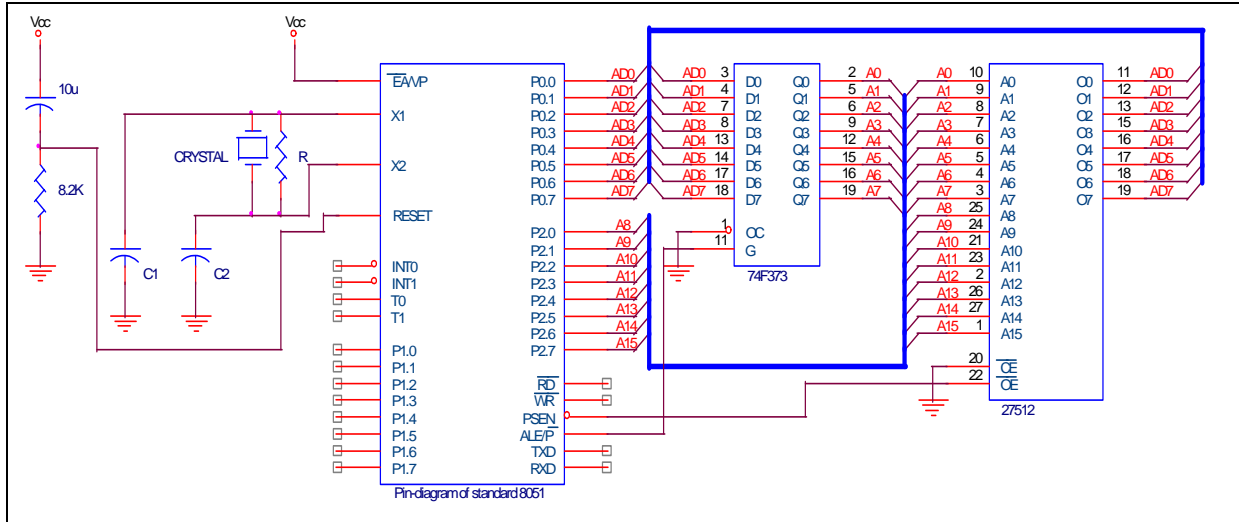 Vcc
Vcc
10u
8.2K
CRYSTAL
R
C1
C2
EA/VP
X1
X2
RESET
INT0
INT1
T0
T1
P1.0
P1.1
P1.2
P1.3
P1.4
P1.5
P1.6
P1.7
P0.0
P0.1
P0.2
P0.3
P0.4
P0.5
P0.6
P0.7
P2.0
P2.1
P2.2
P2.3
P2.4
P2.5
P2.6
P2.7
RD
WR
PSEN
ALE/P
TXD
RXD
Pin-diagram of standard 8051
AD0
AD1
AD2
AD3
AD4
AD5
AD6
AD7
A8
A9
A10
A11
A12
A13
A14
A15
AD0 3 D0 Q0 2 A0
AD1 4 D1 Q1 5 A1
AD2 7 D2 Q2 6 A2
AD3 8 D3 Q3 9 A3
AD4 13 D4 Q4 12 A4
AD5 14 D5 Q5 15 A5
AD6 17 D6 Q6 16 A6
AD7 18 D7 Q7 19 A7
1 OC
11 G
74F373
A0 10 A0 O0 11 AD0
A1 9 A1 O1 12 AD1
A2 8 A2 O2 13 AD2
A3 7 A3 O3 15 AD3
A4 6 A4 O4 16 AD4
A5 5 A5 O5 17 AD5
A6 4 A6 O6 18 AD6
A7 3 A7 O7 19 AD7
A8 25 A8
A9 24 A9
A10 21 A10
A11 23 A11
A12 2 A12
A13 26 A13
A14 27 A14
A15 1 A15
20 CE
22 OE
27512